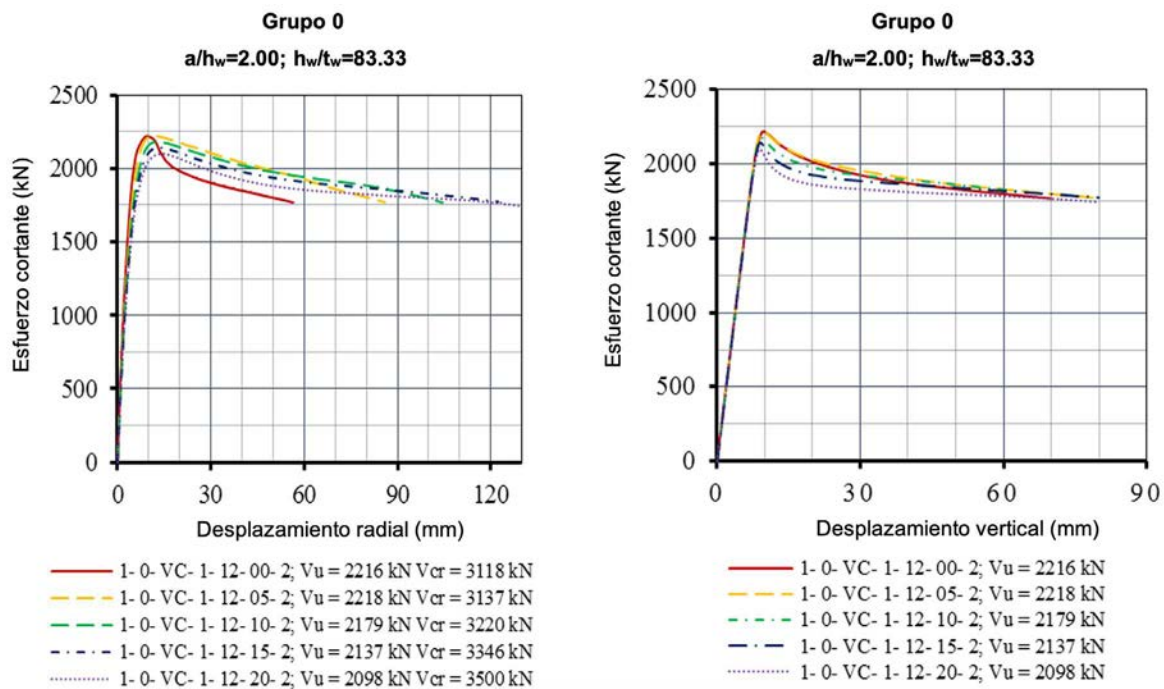 Grupo 0
a/hw=2.00; hw/tw=83.33
2500
2000
1500
1000
500
0
Esfuerzo cortante (kN)
0 30 60 90 120
Desplazamiento radial (mm)
1- 0- VC- 1- 12- 00- 2; Vu = 2216 kN Vcr = 3118 kN
1- 0- VC- 1- 12- 05- 2; Vu = 2218 kN Vcr = 3137 kN
1- 0- VC- 1- 12- 10- 2; Vu = 2179 kN Vcr = 3220 kN
1- 0- VC- 1- 12- 15- 2; Vu = 2137 kN Vcr = 3346 kN
1- 0- VC- 1- 12- 20- 2; Vu = 2098 kN Vcr = 3500 kN
Grupo 0
a/hw=2.00; hw/tw=83.33
2500
2000
1500
1000
500
0
Esfuerzo cortante (kN)
0 30 60 90
Desplazamiento vertical (mm)
1- 0- VC- 1- 12- 00- 2; Vu = 2216 kN
1- 0- VC- 1- 12- 05- 2; Vu = 2218 kN
1- 0- VC- 1- 12- 10- 2; Vu = 2179 kN
1- 0- VC- 1- 12- 15- 2; Vu = 2137 kN
1- 0- VC- 1- 12- 20- 2; Vu = 2098 kN